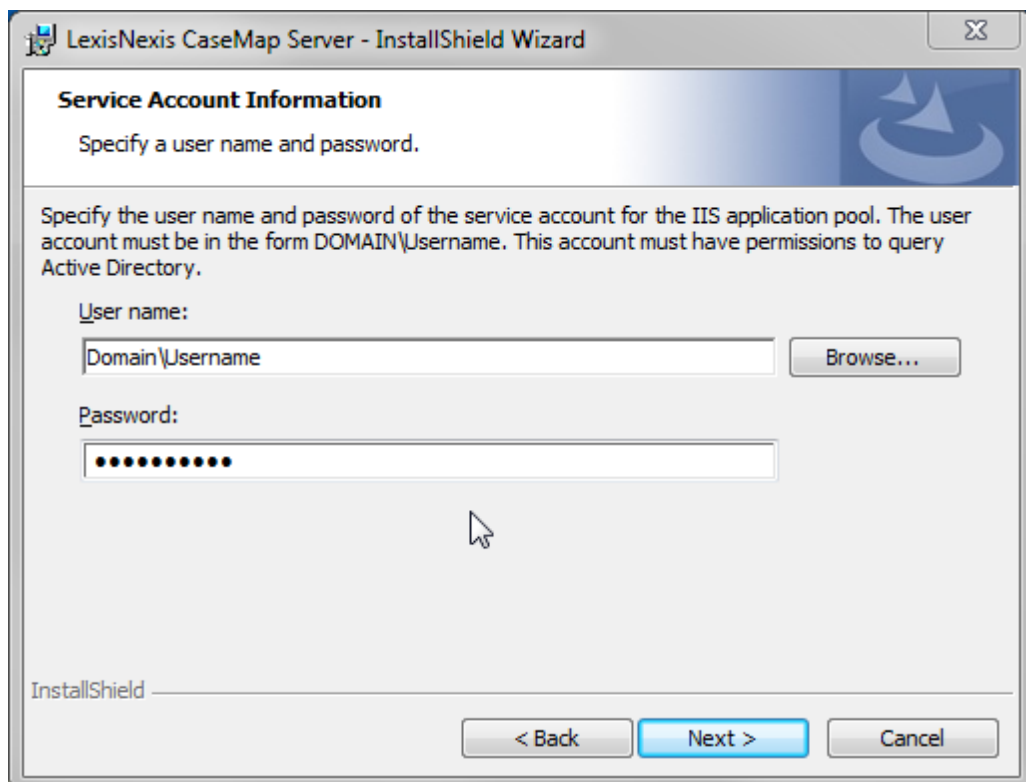 LexisNexis CaseMap Server - InstallShield Wizard
Service Account Information
Specify a user name and password.
Specify the user name and password of the service account for the IIS application pool. The user
account must be in the form DOMAIN\Username. This account must have permissions to query
Active Directory.
User name:
Domain\Username
Browse...
Password:
••••••••••
InstallShield
< Back
Next >
Cancel